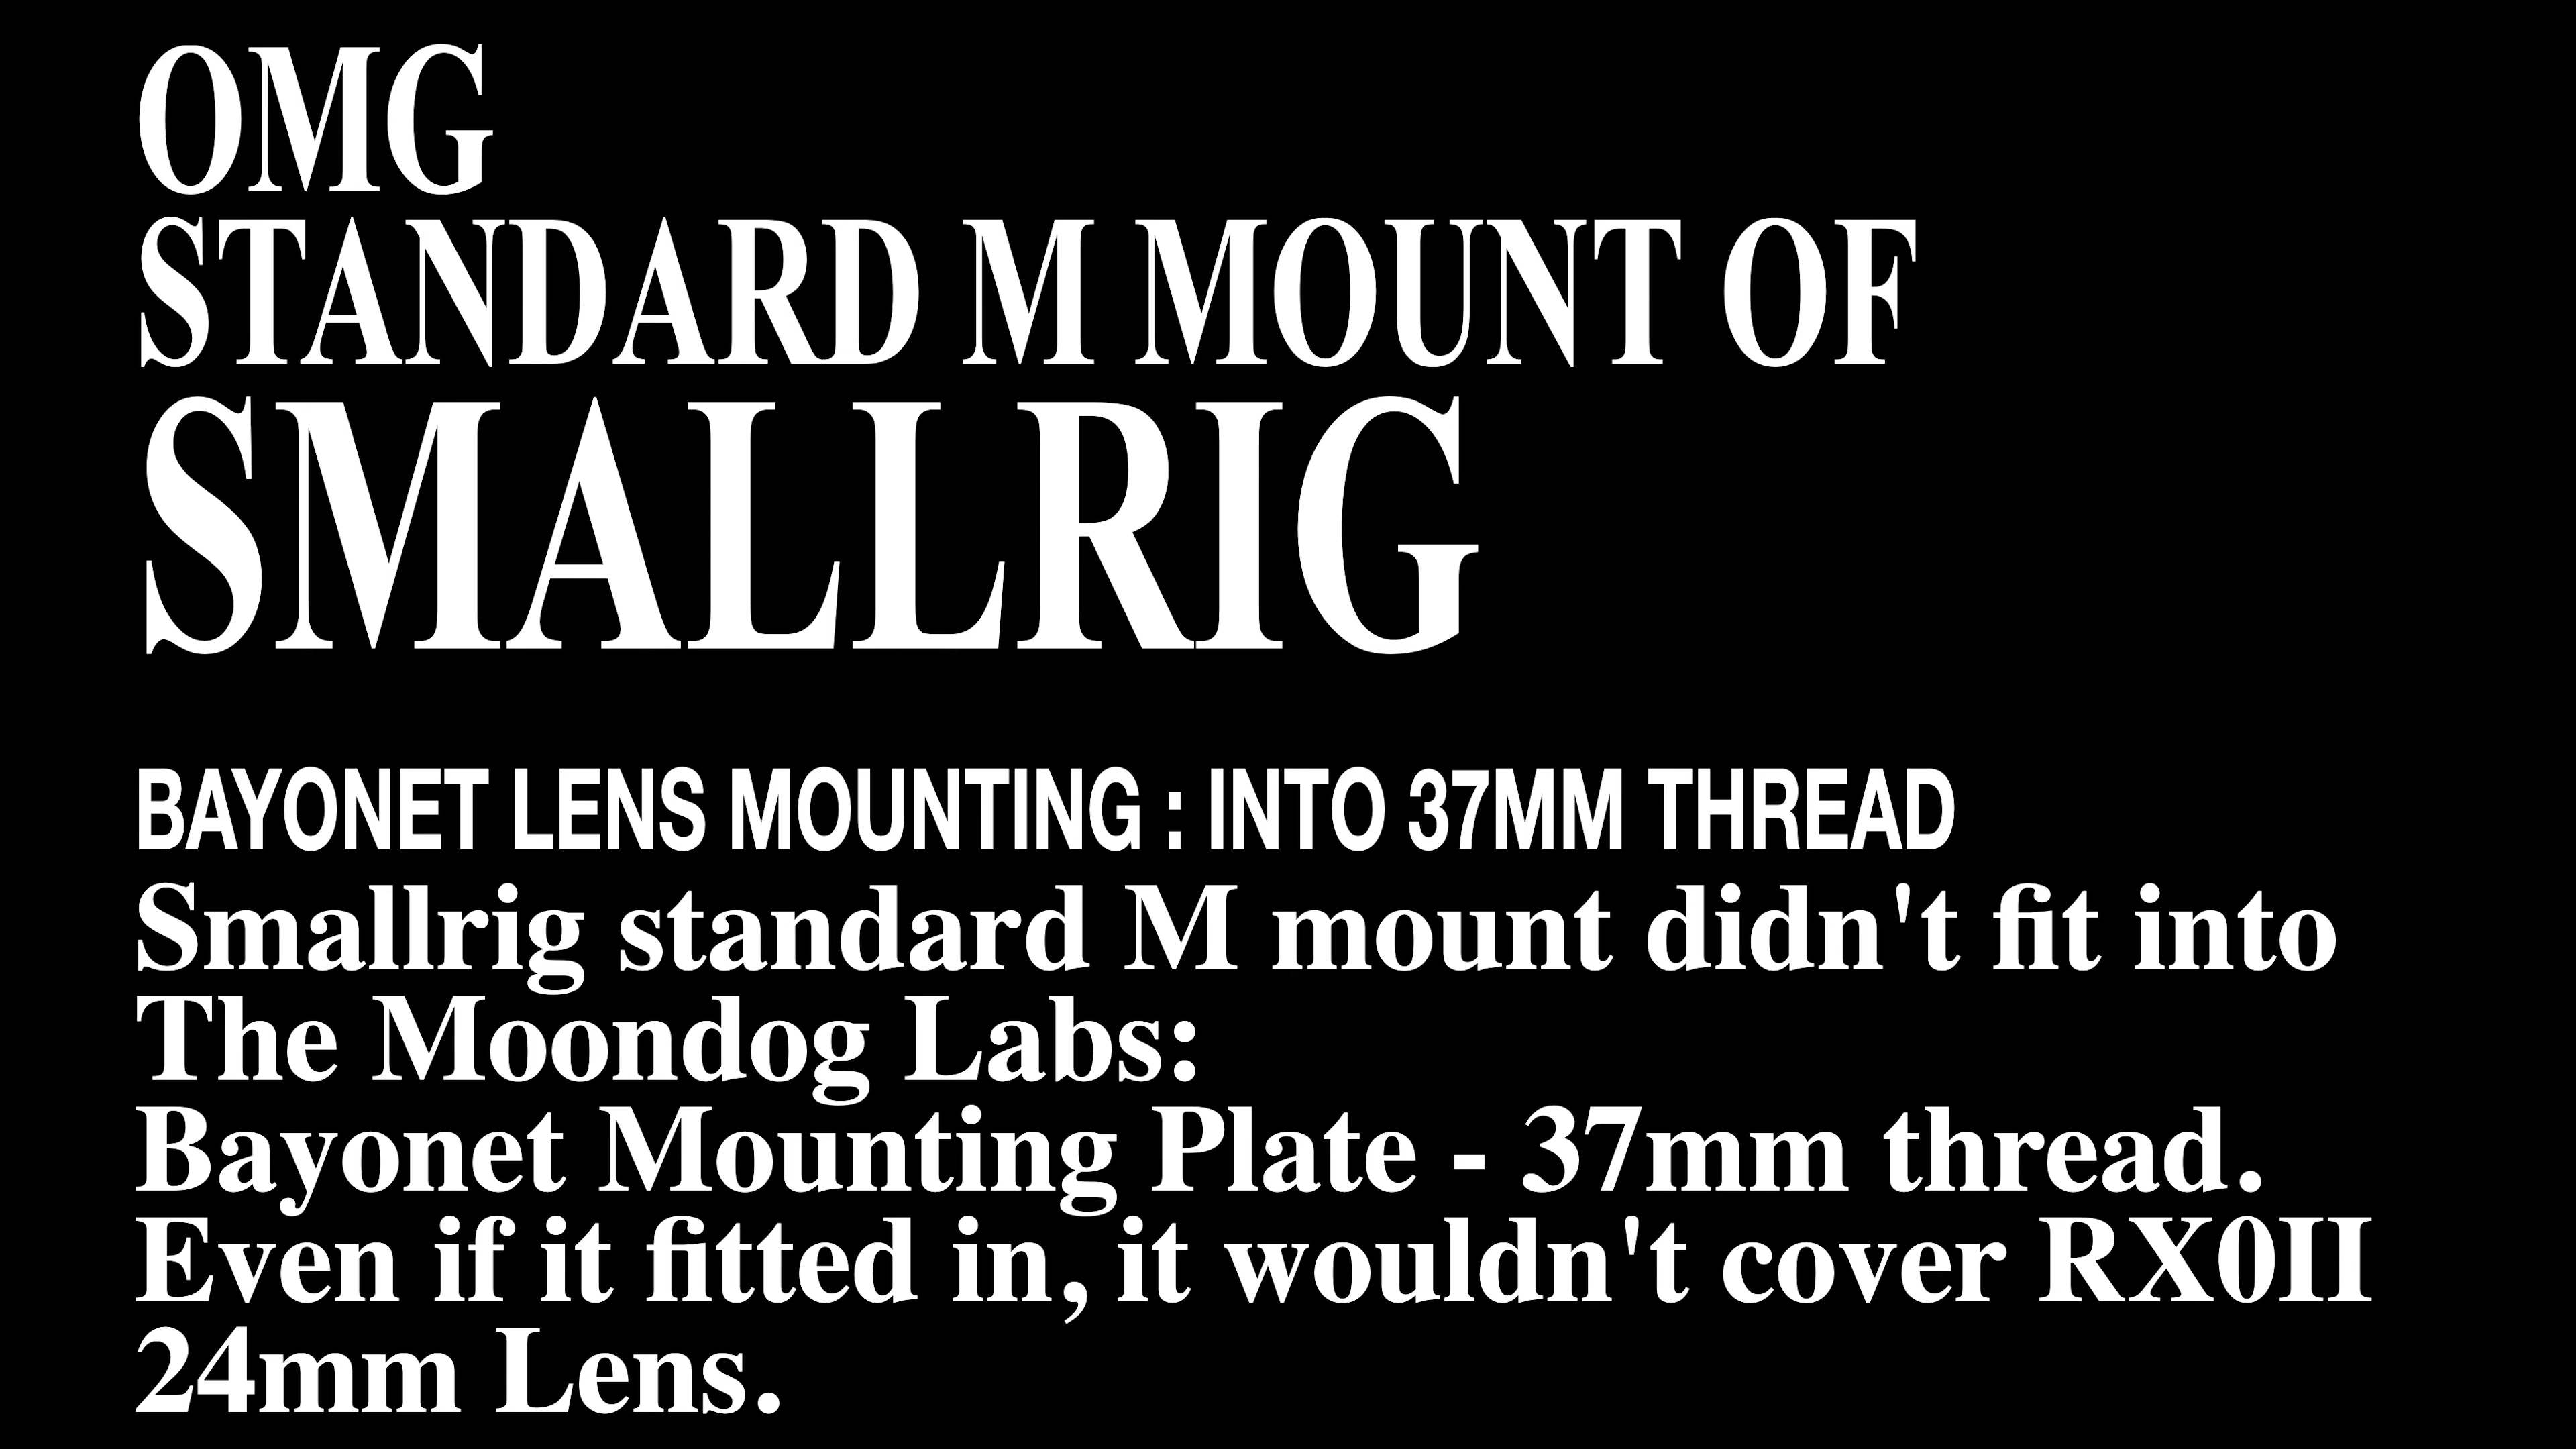 OMG
STANDARD M MOUNT OF
SMALLRIG
BAYONET LENS MOUNTING : INTO 37MM THREAD
Smallrig standard M mount didn't fit into
The Moondog Labs:
Bayonet Mounting Plate - 37mm thread.
Even if it fitted in, it wouldn't cover RX0II
24mm Lens.